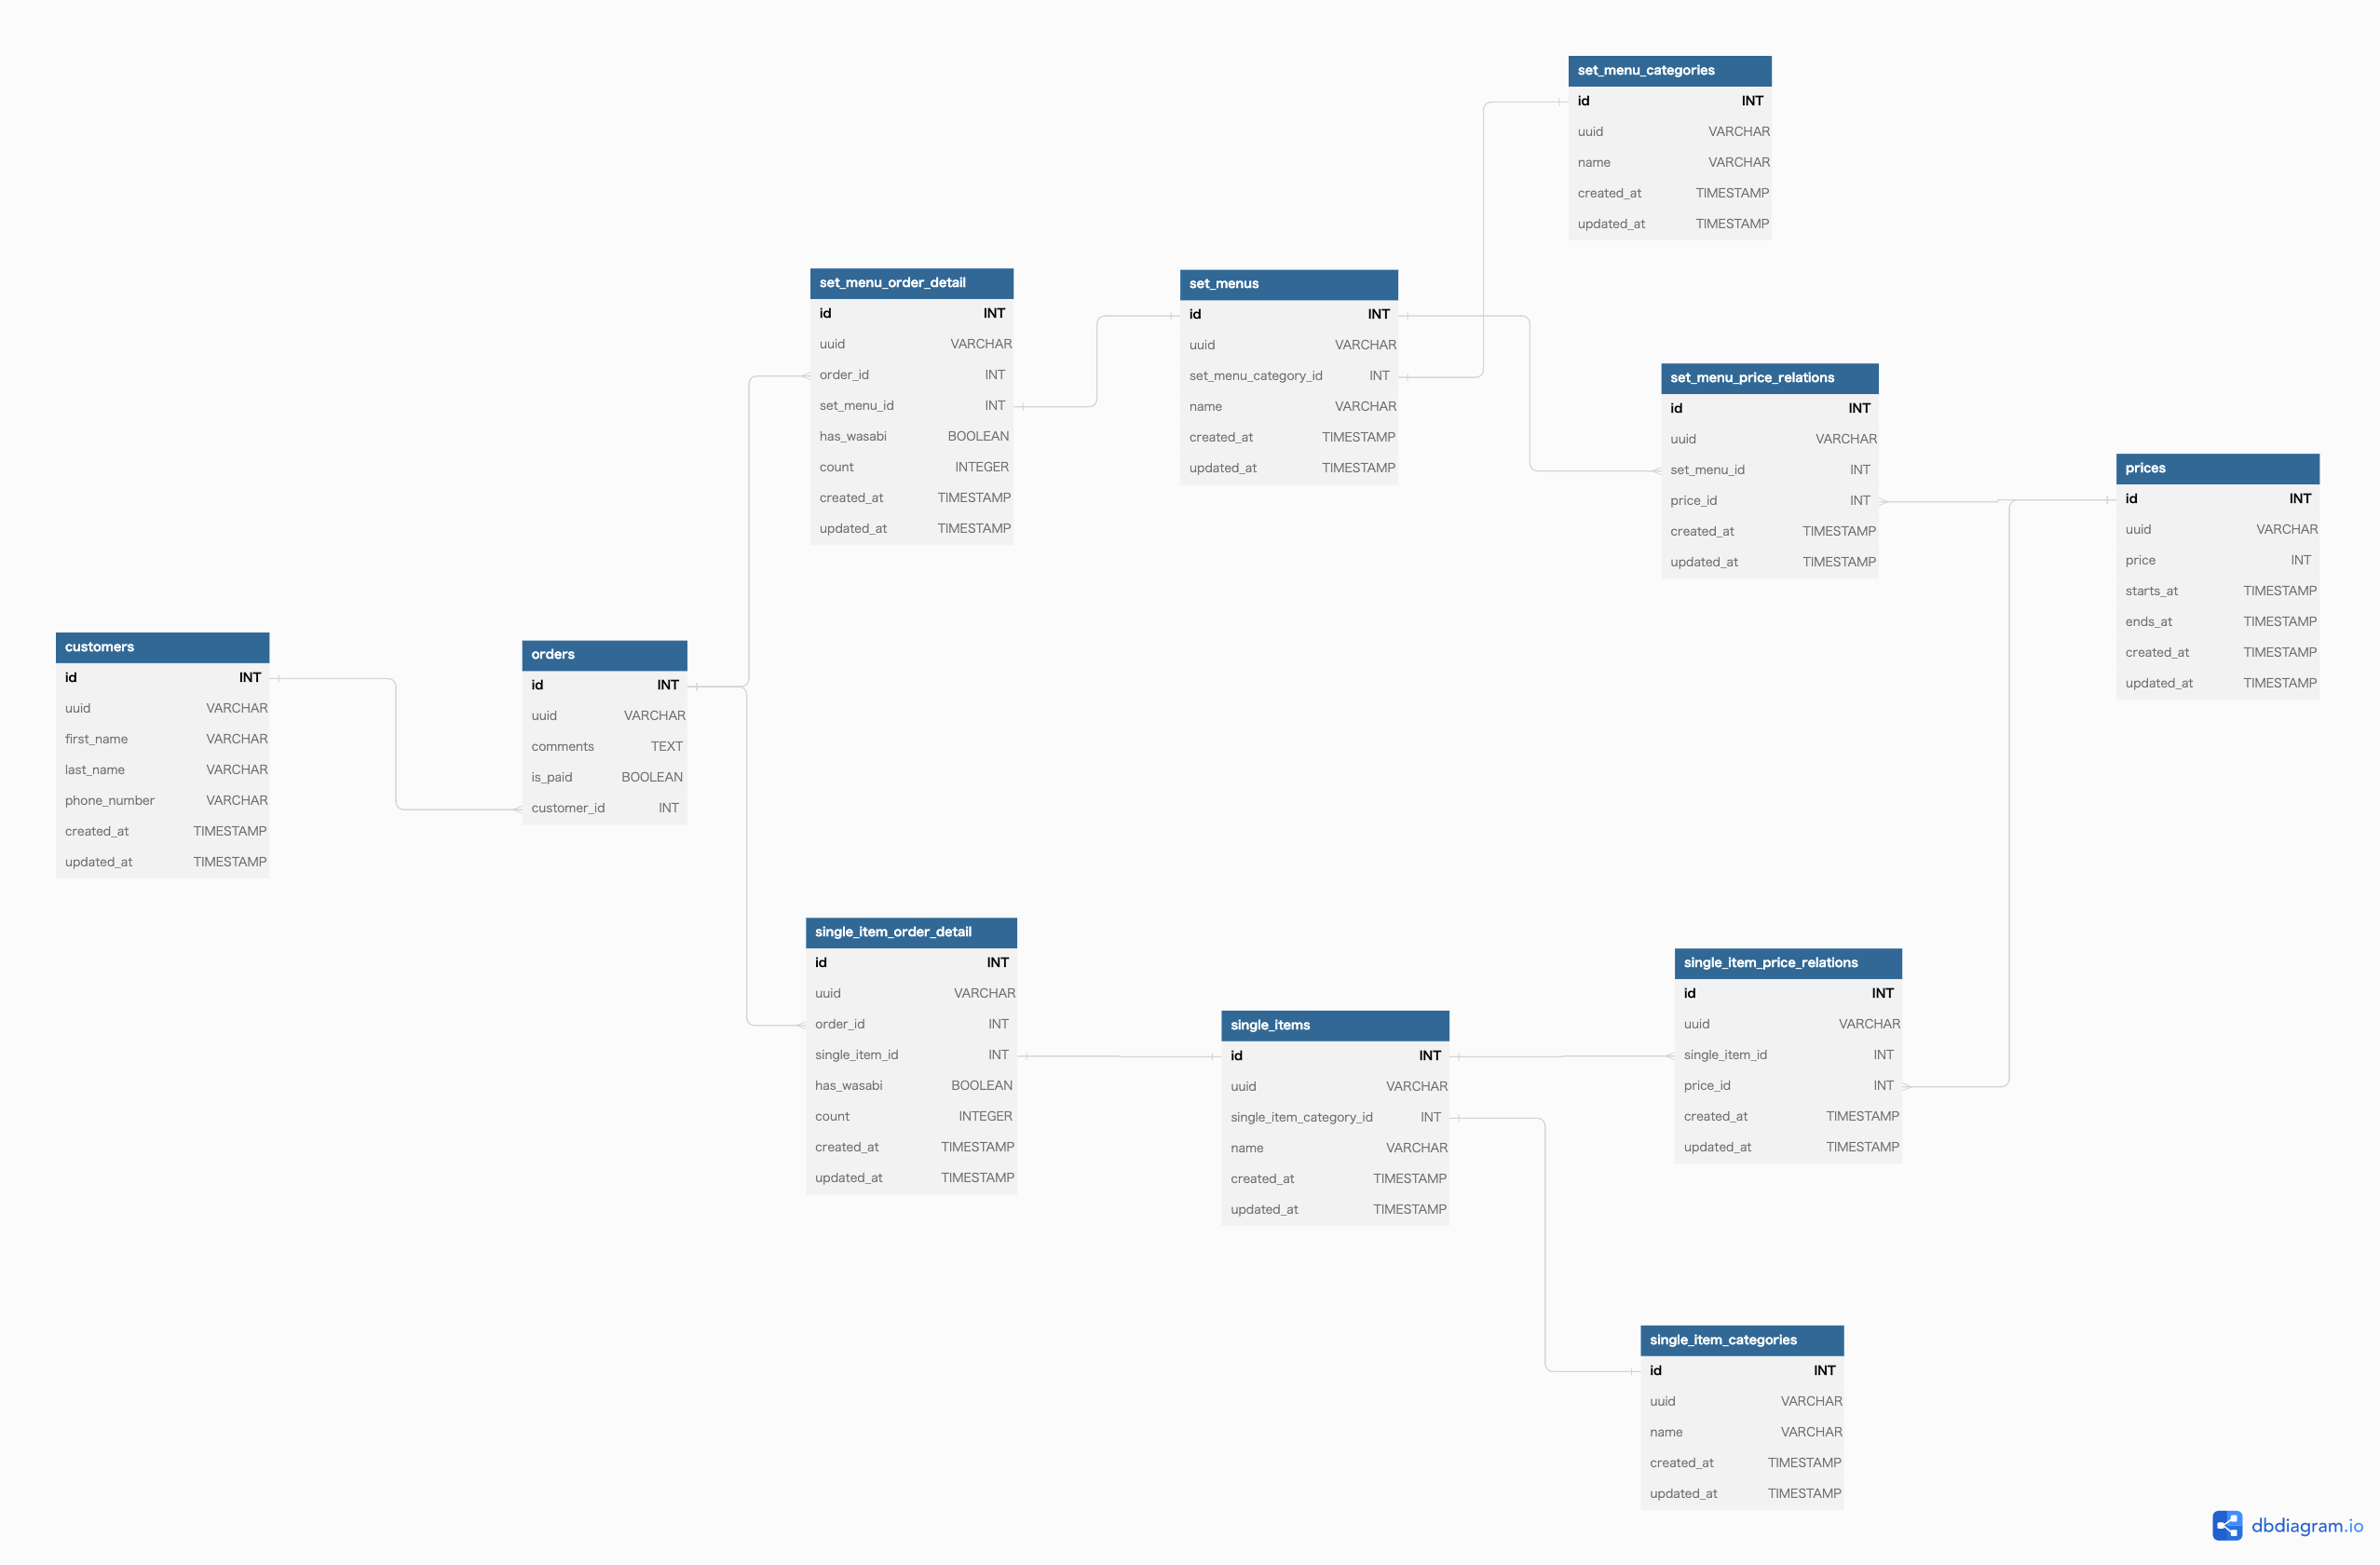 set_menu_categories
id INT
uuid VARCHAR
name VARCHAR
created_at TIMESTAMP
updated_at TIMESTAMP
set_menu_order_detail
id INT
uuid VARCHAR
order_id INT
set_menu_id INT
has_wasabi BOOLEAN
count INTEGER
created_at TIMESTAMP
updated_at TIMESTAMP
set_menus
id INT
uuid VARCHAR
set_menu_category_id INT
name VARCHAR
created_at TIMESTAMP
updated_at TIMESTAMP
set_menu_price_relations
id INT
uuid VARCHAR
set_menu_id INT
price_id INT
created_at TIMESTAMP
updated_at TIMESTAMP
prices
id INT
uuid VARCHAR
price INT
starts_at TIMESTAMP
ends_at TIMESTAMP
created_at TIMESTAMP
updated_at TIMESTAMP
customers
id INT
uuid VARCHAR
first_name VARCHAR
last_name VARCHAR
phone_number VARCHAR
created_at TIMESTAMP
updated_at TIMESTAMP
orders
id INT
uuid VARCHAR
comments TEXT
is_paid BOOLEAN
customer_id INT
single_item_order_detail
id INT
uuid VARCHAR
order_id INT
single_item_id INT
has_wasabi BOOLEAN
count INTEGER
created_at TIMESTAMP
updated_at TIMESTAMP
single_items
id INT
uuid VARCHAR
single_item_category_id INT
name VARCHAR
created_at TIMESTAMP
updated_at TIMESTAMP
single_item_price_relations
id INT
uuid VARCHAR
single_item_id INT
price_id INT
created_at TIMESTAMP
updated_at TIMESTAMP
single_item_categories
id INT
uuid VARCHAR
name VARCHAR
created_at TIMESTAMP
updated_at TIMESTAMP
dbdiagram.io